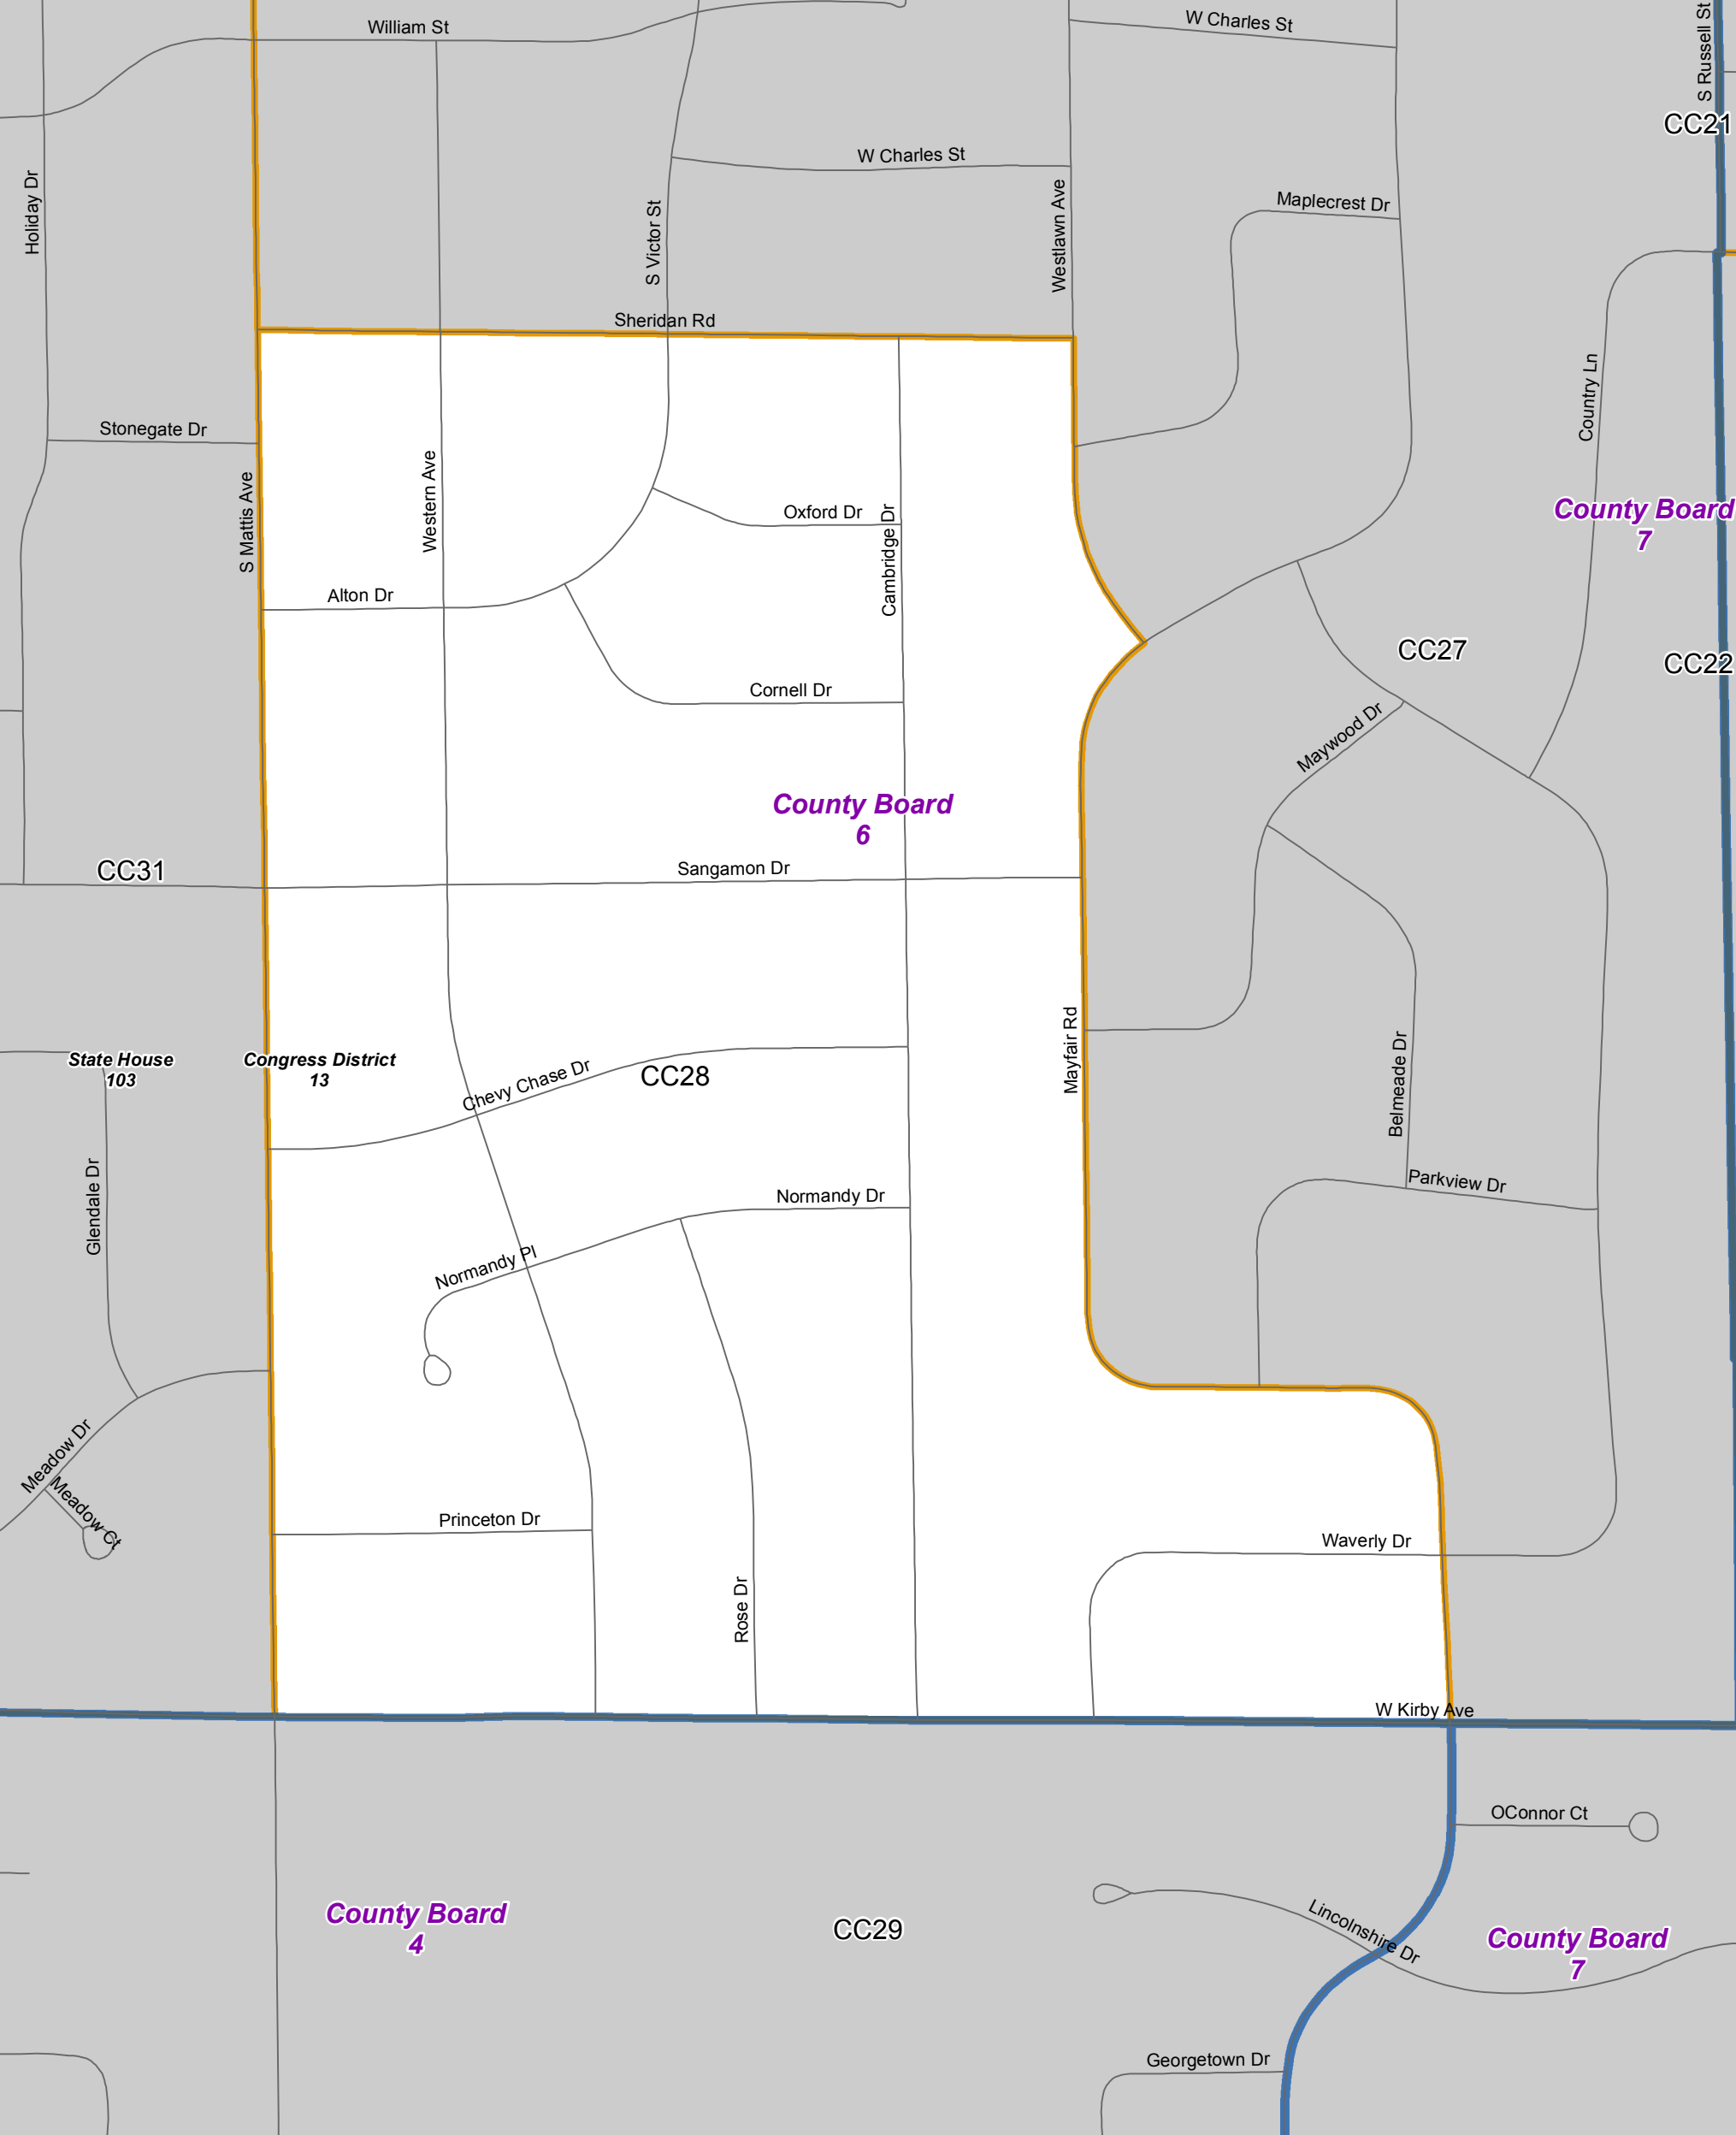 William St
W Charles St
S Russell St
CC21
W Charles St
Holiday Dr
S Victor St
Westlawn Ave
Maplecrest Dr
Sheridan Rd
Country Ln
Stonegate Dr
S Mattis Ave
Western Ave
Oxford Dr
Cambridge Dr
County Board
7
Alton Dr
CC27
CC22
Cornell Dr
Maywood Dr
County Board
6
CC31
Sangamon Dr
State House
103
Congress District
13
Chevy Chase Dr
CC28
Mayfair Rd
Belmeade Dr
Glendale Dr
Normandy Dr
Parkview Dr
Normandy Pl
Meadow Dr
Meadow Ct
Princeton Dr
Waverly Dr
Rose Dr
W Kirby Ave
OConnor Ct
County Board
4
CC29
Lincolnshire Dr
County Board
7
Georgetown Dr